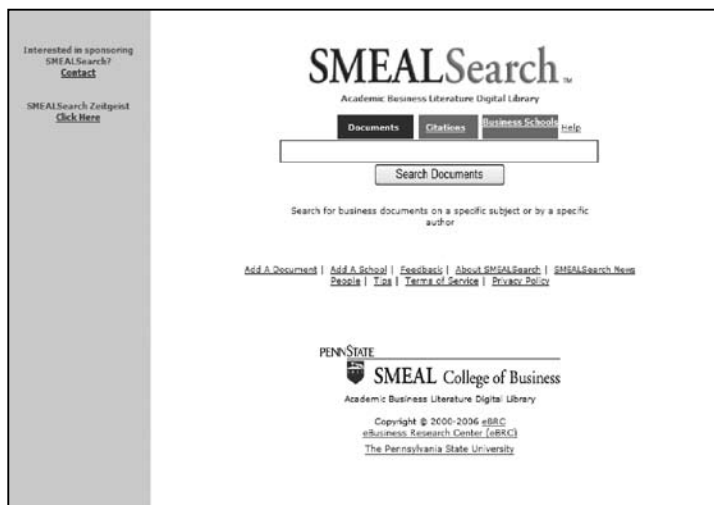 Interested in sponsoring
SMEALSearch?
Contact
SMEALSearch Zeitgeist
Click Here
SMEALSearch™
Academic Business Literature Digital Library
Documents Citations Business Schools Help
Search Documents
Search for business documents on a specific subject or by a specific
author
Add A Document | Add A School | Feedback | About SMEALSearch | SMEALSearch News
People | Tips | Terms of Service | Privacy Policy
PENNSTATE
SMEAL College of Business
Academic Business Literature Digital Library
Copyright © 2000-2006 eBRC
eBusiness Research Center (eBRC)
The Pennsylvania State University